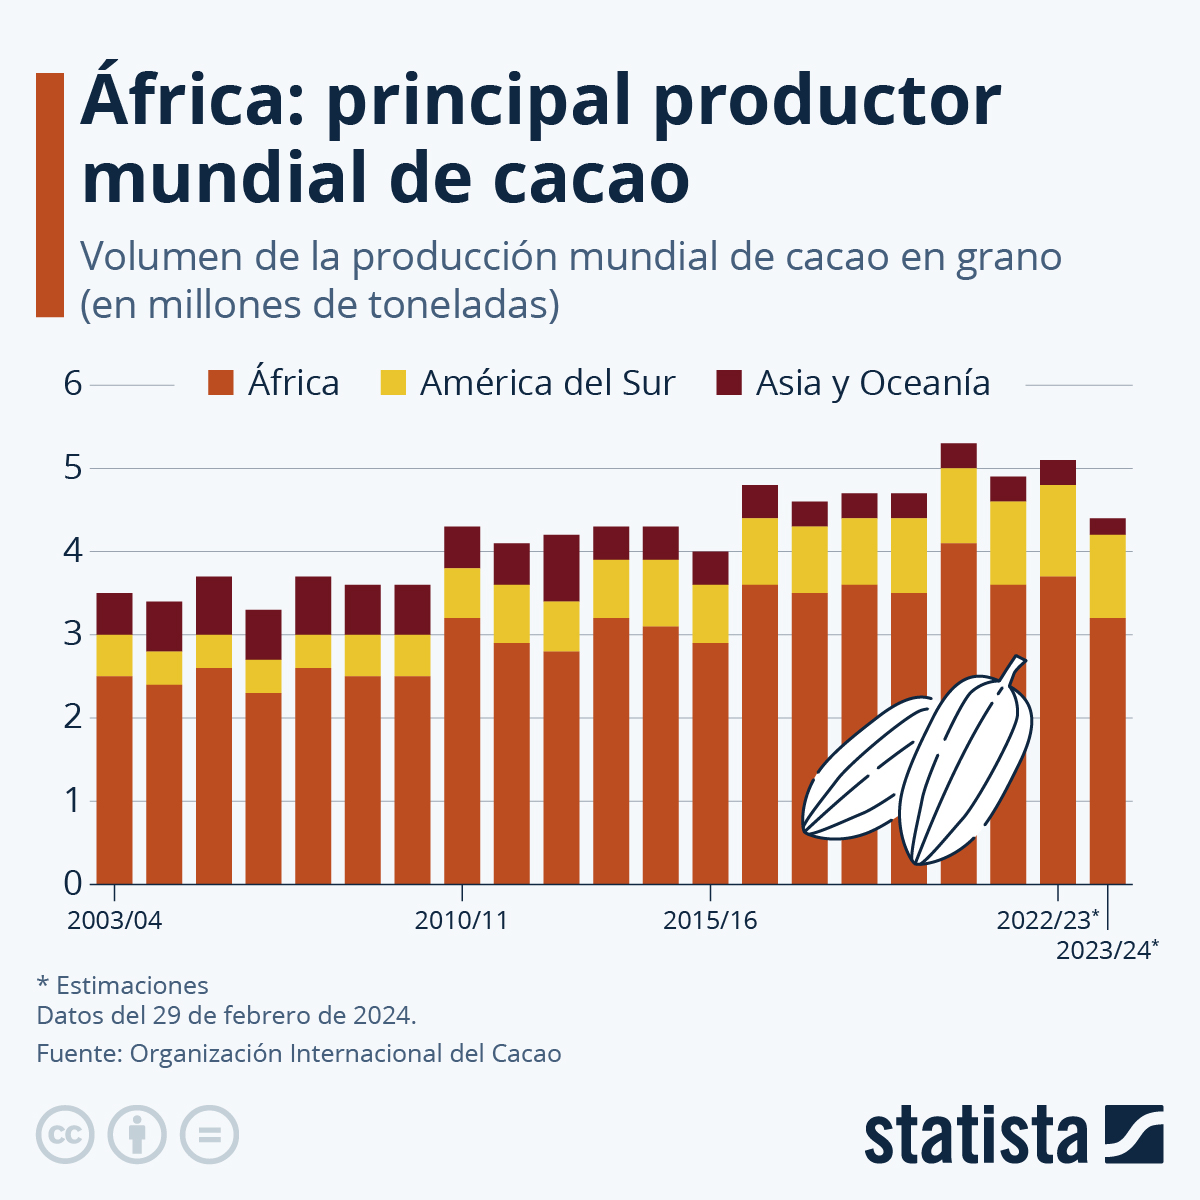 África: principal productor
mundial de cacao
Volumen de la producción mundial de cacao en grano
(en millones de toneladas)
África América del Sur Asia y Oceanía
6
5
4
3
2
1
0
2003/04 2010/11 2015/16 2022/23*
2023/24*
* Estimaciones
Datos del 29 de febrero de 2024.
Fuente: Organización Internacional del Cacao
cc
statista